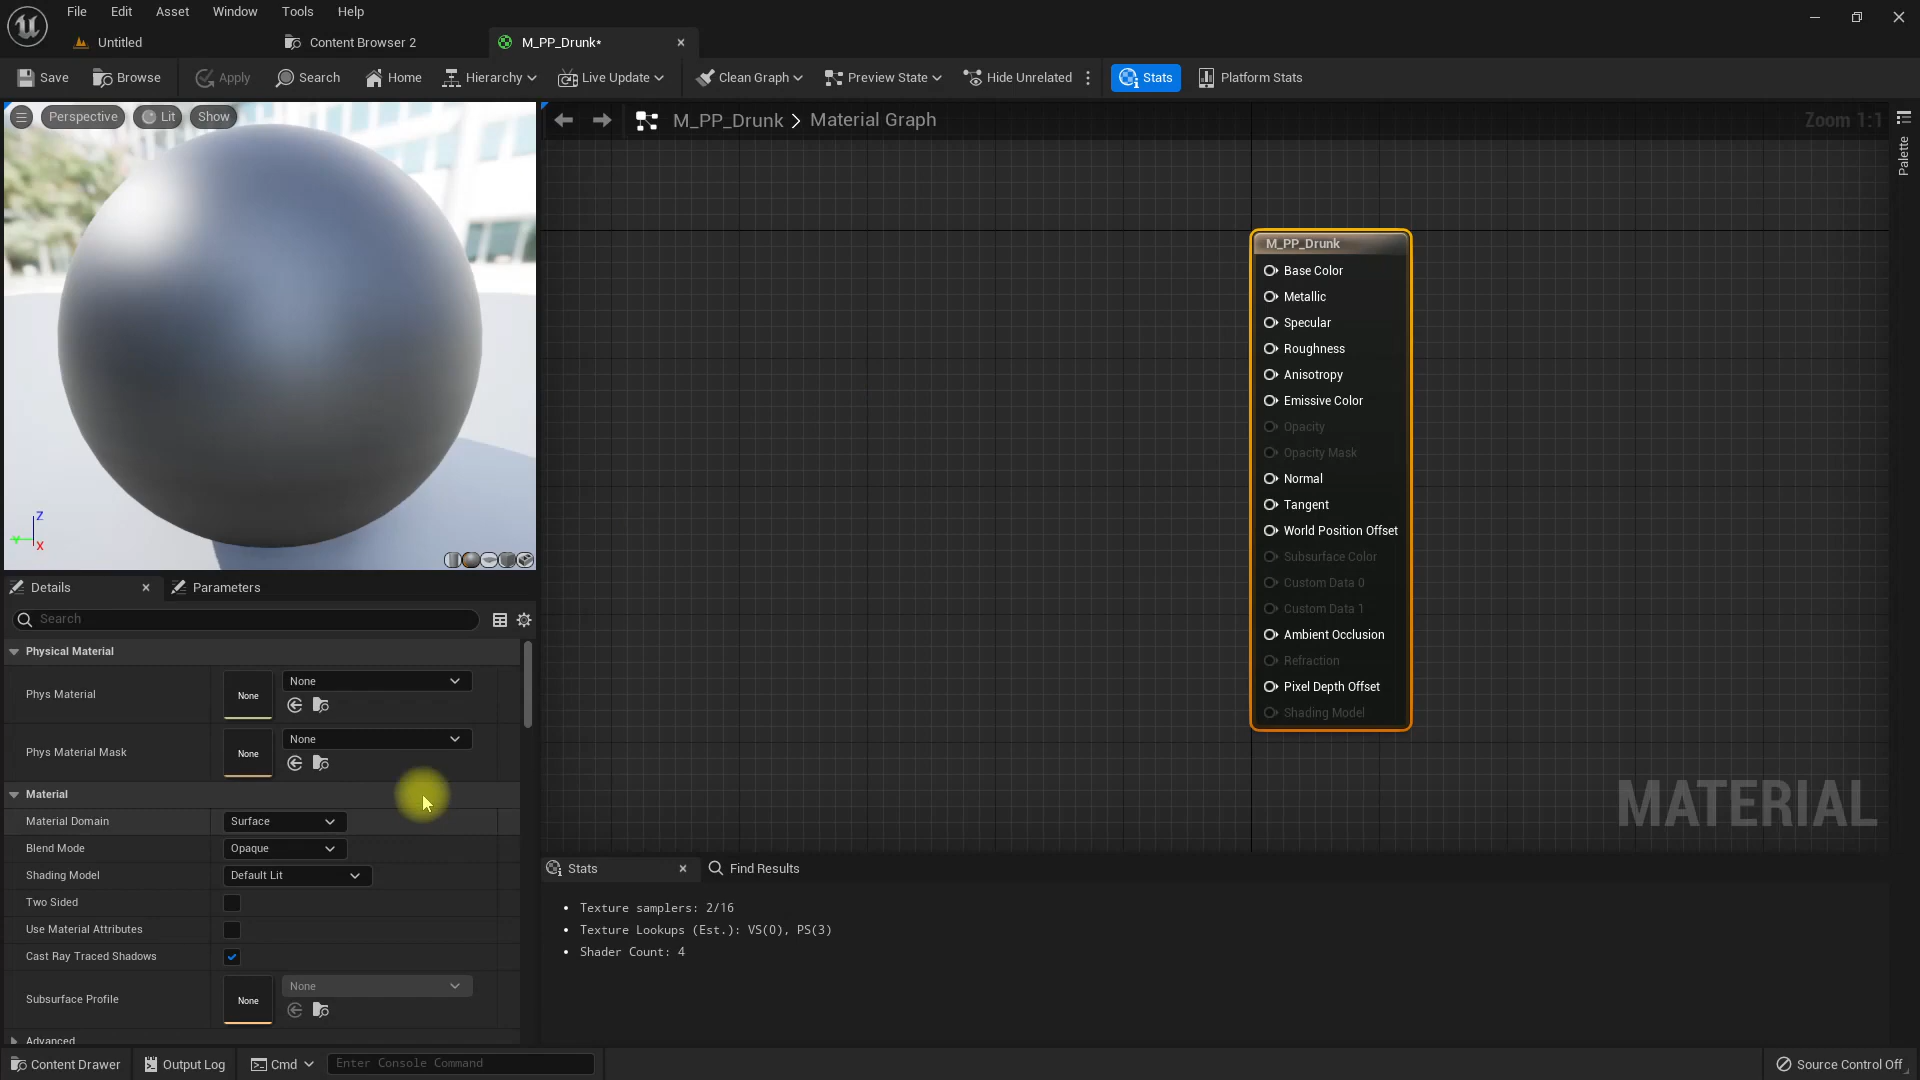 File Edit Asset Window Tools Help
Untitled Content Browser 2 M_PP_Drunk*
Save Browse Apply Search Home Hierarchy Live Update Clean Graph Preview State Hide Unrelated Stats Platform Stats
Perspective Lit Show
M_PP_Drunk > Material Graph Zoom 1:1
Palette
M_PP_Drunk
Base Color
Metallic
Specular
Roughness
Anisotropy
Emissive Color
Opacity
Opacity Mask
Normal
Tangent
World Position Offset
Subsurface Color
Custom Data 0
Custom Data 1
Ambient Occlusion
Refraction
Pixel Depth Offset
Shading Model
MATERIAL
Z
Y
X
Details Parameters
Search
Physical Material
Phys Material None None
Phys Material Mask None None
Material
Material Domain Surface
Blend Mode Opaque
Shading Model Default Lit
Two Sided
Use Material Attributes
Cast Ray Traced Shadows
Subsurface Profile None None
Advanced
Stats Find Results
• Texture samplers: 2/16
• Texture Lookups (Est.): VS(0), PS(3)
• Shader Count: 4
Content Drawer Output Log Cmd Enter Console Command Source Control Off